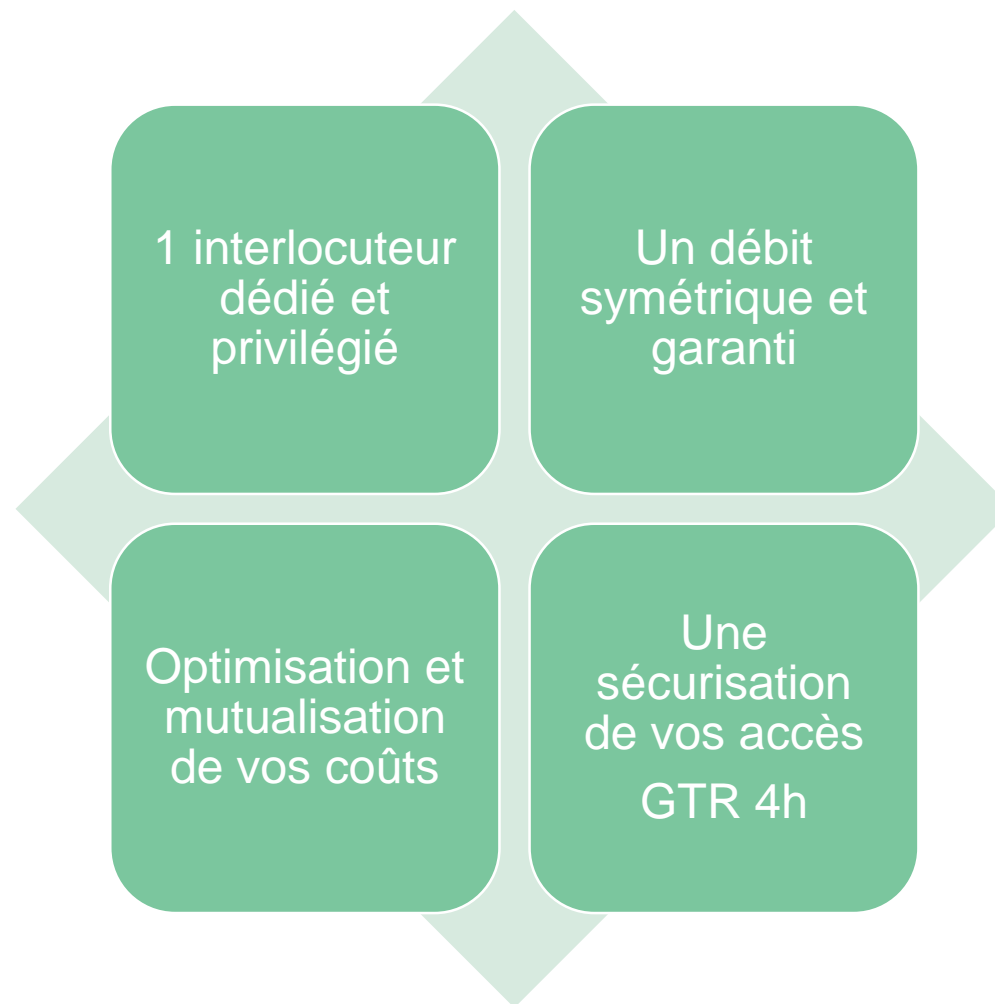 1 interlocuteur
dédié et
privilégié
Un débit
symétrique et
garanti
Optimisation et
mutualisation
de vos coûts
Une
sécurisation
de vos accès
GTR 4h